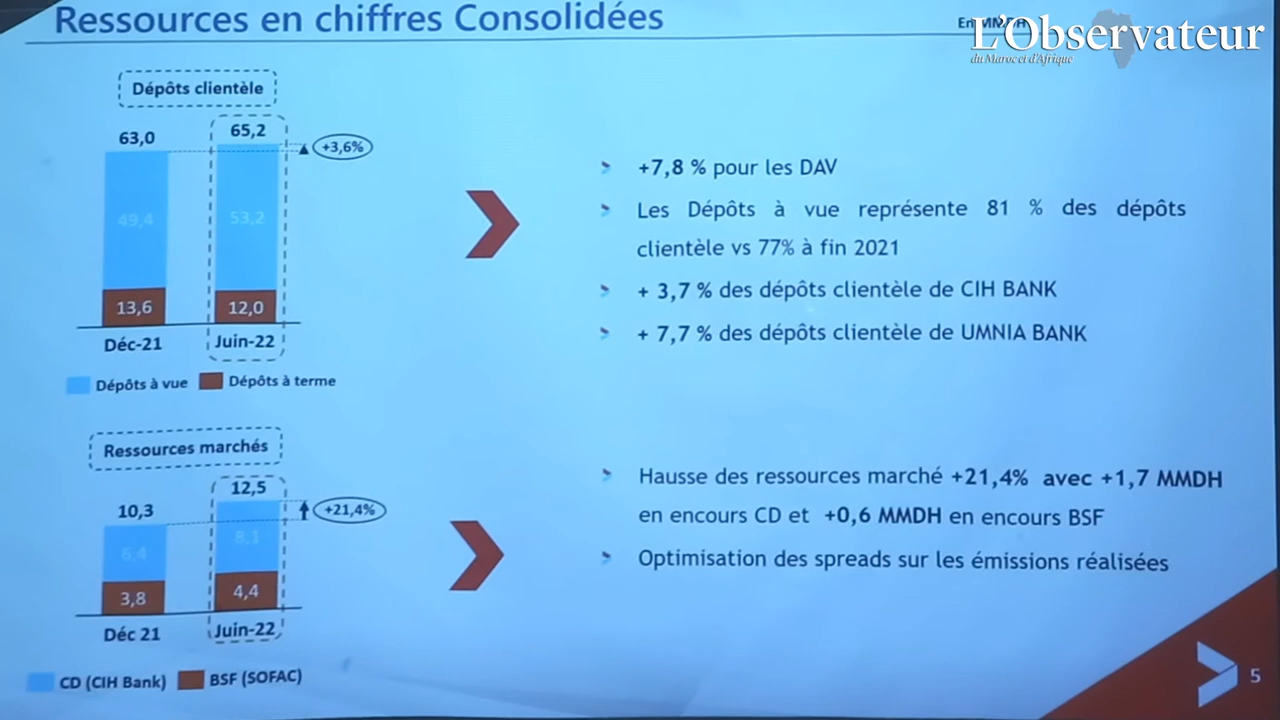 Ressources en chiffres Consolidées
L'Observateur
du Maroc et d'Afrique
Dépôts clientèle
63,0
65,2
+3,6%
49,4
53,2
13,6
12,0
Déc-21
Juin-22
Dépôts à vue
Dépôts à terme
+7,8 % pour les DAV
Les Dépôts à vue représente 81 % des dépôts
clientèle vs 77% à fin 2021
+ 3,7 % des dépôts clientèle de CIH BANK
+ 7,7 % des dépôts clientèle de UMNIA BANK
Ressources marchés
10,3
12,5
+21,4%
6,4
8,1
3,8
4,4
Déc 21
Juin-22
CD (CIH Bank)
BSF (SOFAC)
Hausse des ressources marché +21,4% avec +1,7 MMDH
en encours CD et +0,6 MMDH en encours BSF
Optimisation des spreads sur les émissions réalisées
5